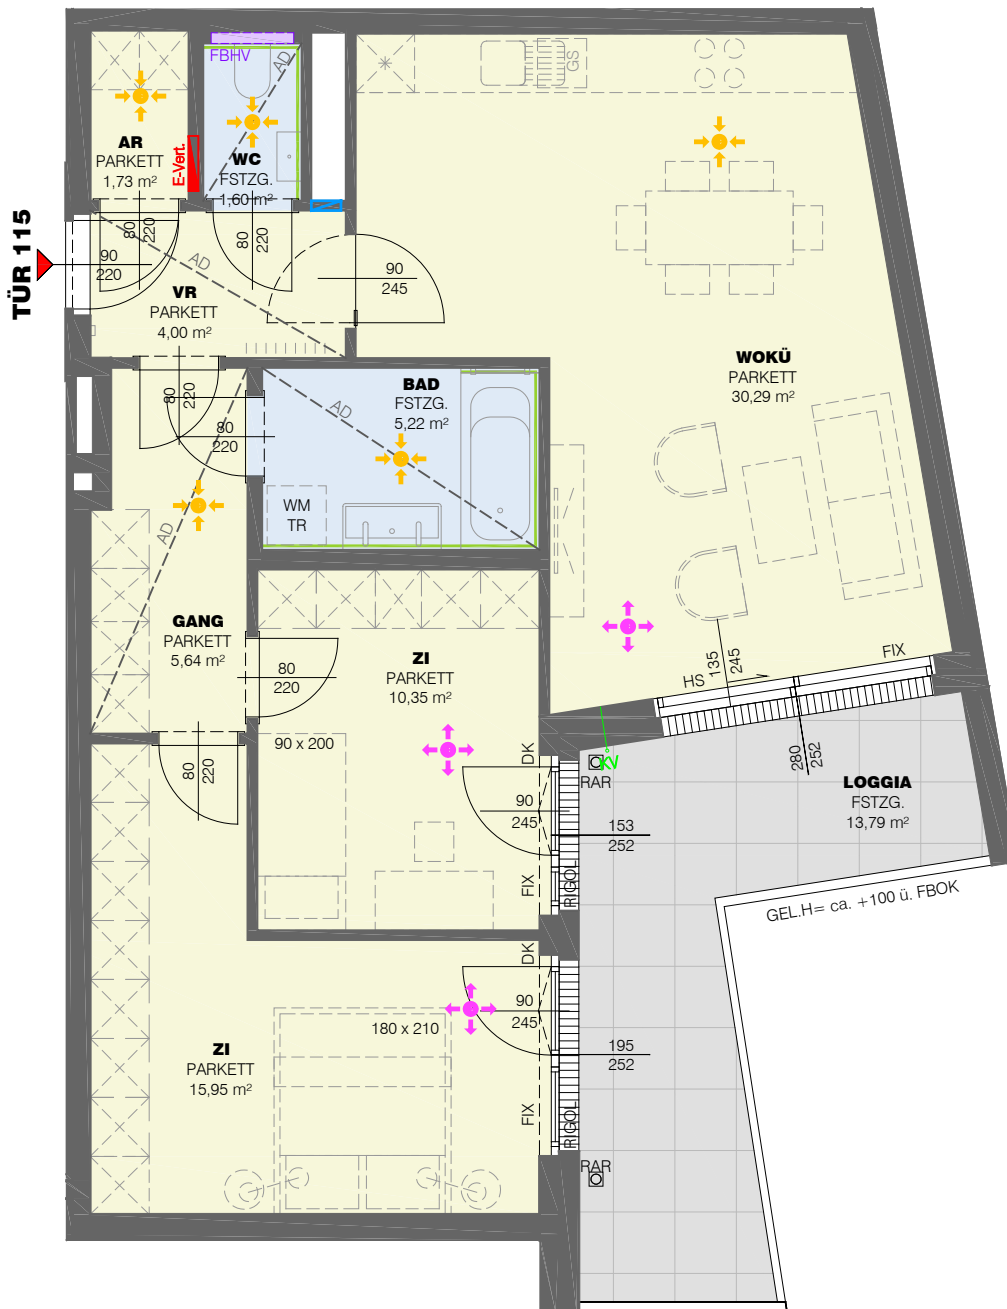 FBHV
AD
GS
AR
PARKETT
1,73 m²
E-Vert.
WC
FSTZG.
1,60 m²
TÜR 115
90
220
80
220
80
220
AD
90
245
VR
PARKETT
4,00 m²
WOKÜ
PARKETT
30,29 m²
80
220
80
220
BAD
FSTZG.
5,22 m²
AD
WM
TR
AD
GANG
PARKETT
5,64 m²
80
220
ZI
PARKETT
10,35 m²
HS
135
245
FIX
90 x 200
80
220
DK
KV
RAR
280
252
LOGGIA
FSTZG.
13,79 m²
90
245
153
252
FIX
RIGOL
GEL.H= ca. +100 ü. FBOK
DK
90
245
180 x 210
ZI
PARKETT
15,95 m²
195
252
FIX
RIGOL
RAR